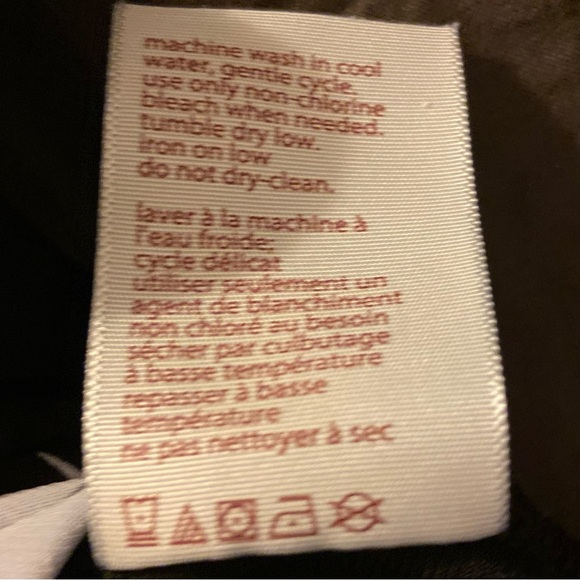 machine wash in cool
water, gentle cycle.
use only non-chlorine
bleach when needed.
tumble dry low.
iron on low
do not dry-clean.
laver à la machine à
l'eau froide;
cycle délicat
utiliser seulement un
agent de blanchiment
non chloré au besoin
sécher par culbutage
à basse température
repasser à basse
température
ne pas nettoyer à sec